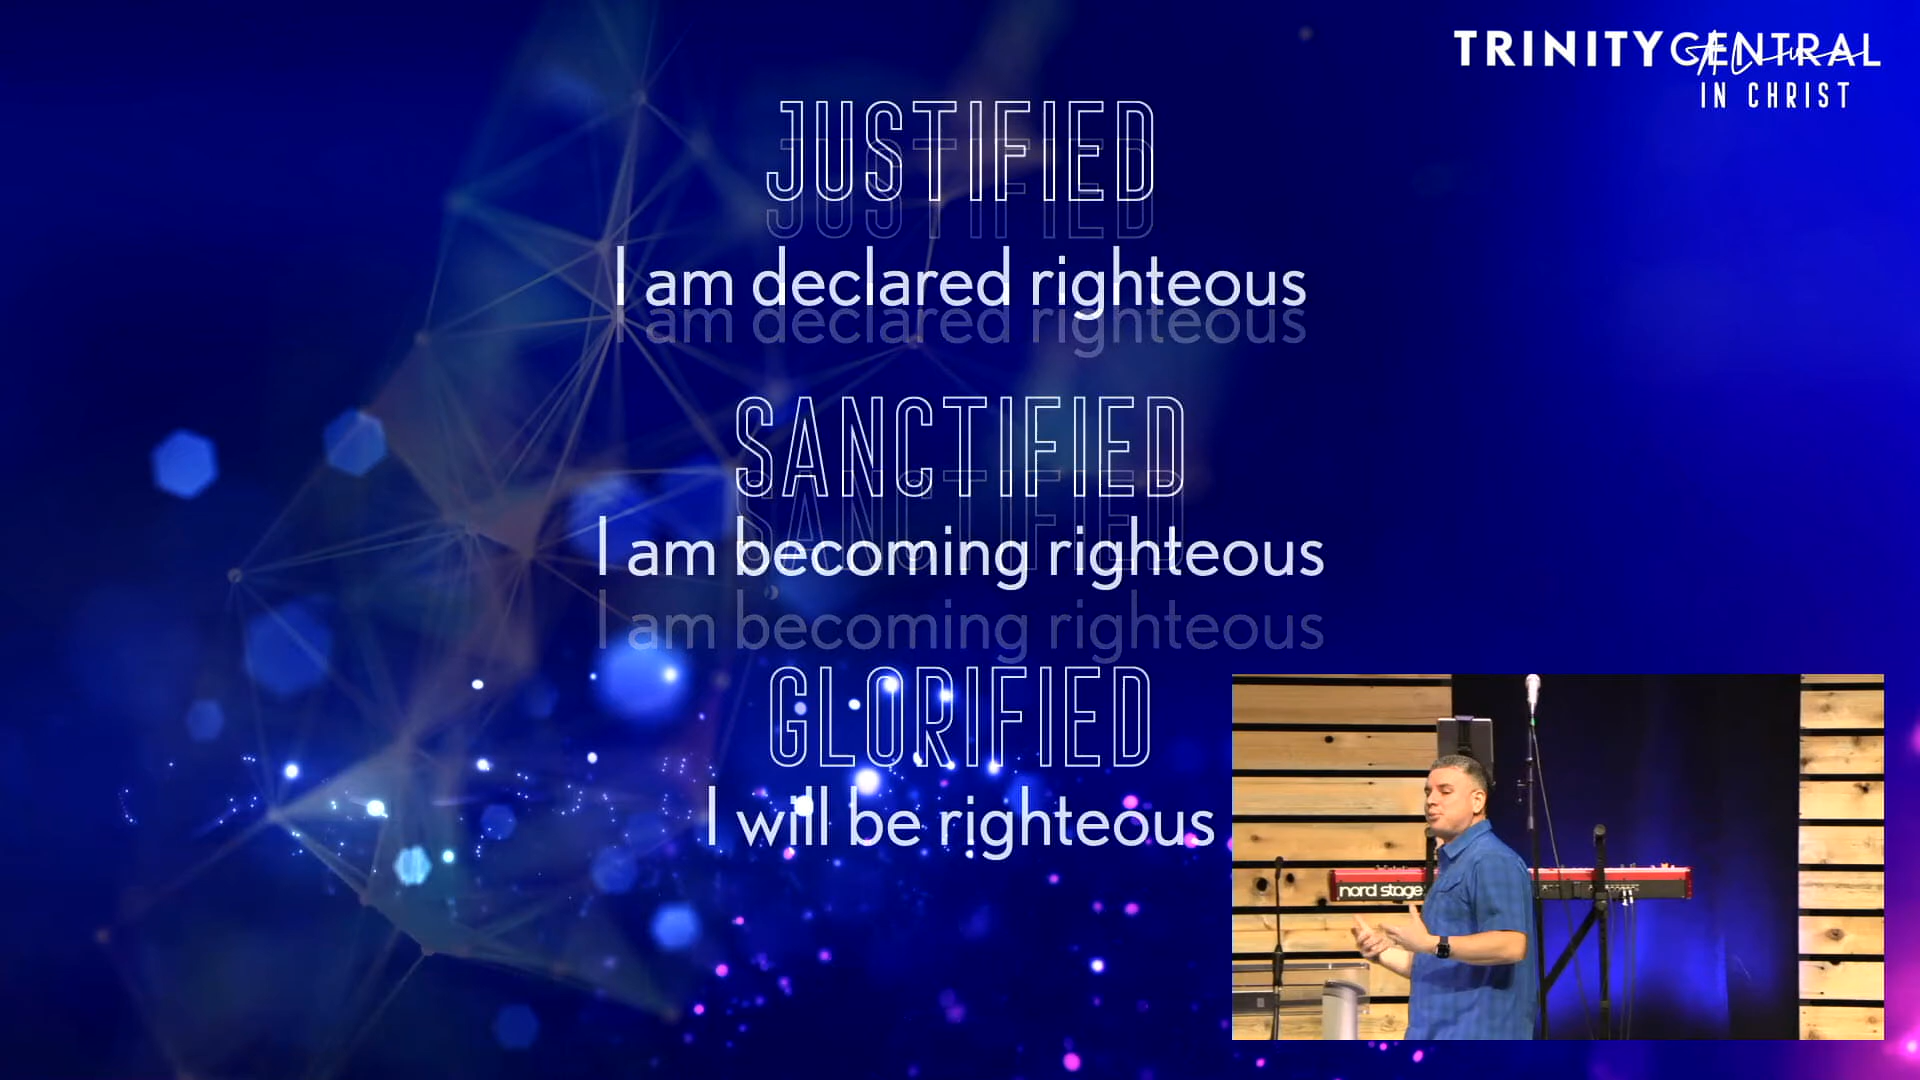 TRINITY CENTRAL
IN CHRIST
JUSTIFIED
I am declared righteous
SANCTIFIED
I am becoming righteous
GLORIFIED
I will be righteous
nord stage